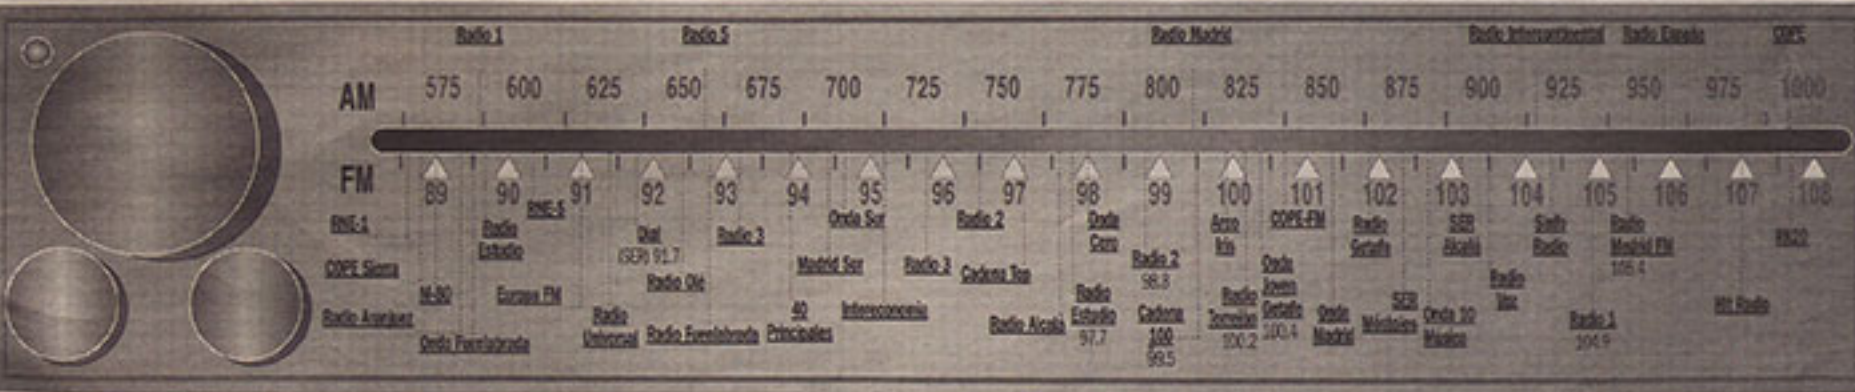 Radio 1 Radio 5 Radio Madrid Radio Intercontinental Radio España COPE
AM 575 600 625 650 675 700 725 750 775 800 825 850 875 900 925 950 975 1000
FM 89 90 91 92 93 94 95 96 97 98 99 100 101 102 103 104 105 106 107 108
RNE-1
COPE Sierra
Radio Aranjuez
M-80
Onda Fuenlabrada
Radio
Estudio
RNE-5
Europa FM
Radio
Universal
Dial
(SER) 91.7
Radio Olé
Radio Fuenlabrada
Radio 3
40
Principales
Madrid Sur
Onda Sur
Intereconomía
Radio 3
Radio 2
Cadena Top
Radio Alcalá
Onda
Cero
Radio
Estudio
97.7
Radio 2
98.8
Cadena
100
99.5
Arco
Iris
Radio
Torrejón
100.2
COPE-FM
Onda
Joven
Getafe
100.4
Onda
Madrid
Radio
Getafe
SER
Móstoles
SER
Alcalá
Onda 10
Música
Radio
Voz
Sinfo
Radio
Radio 1
104.9
Radio
Madrid FM
Hit Radio
RK20